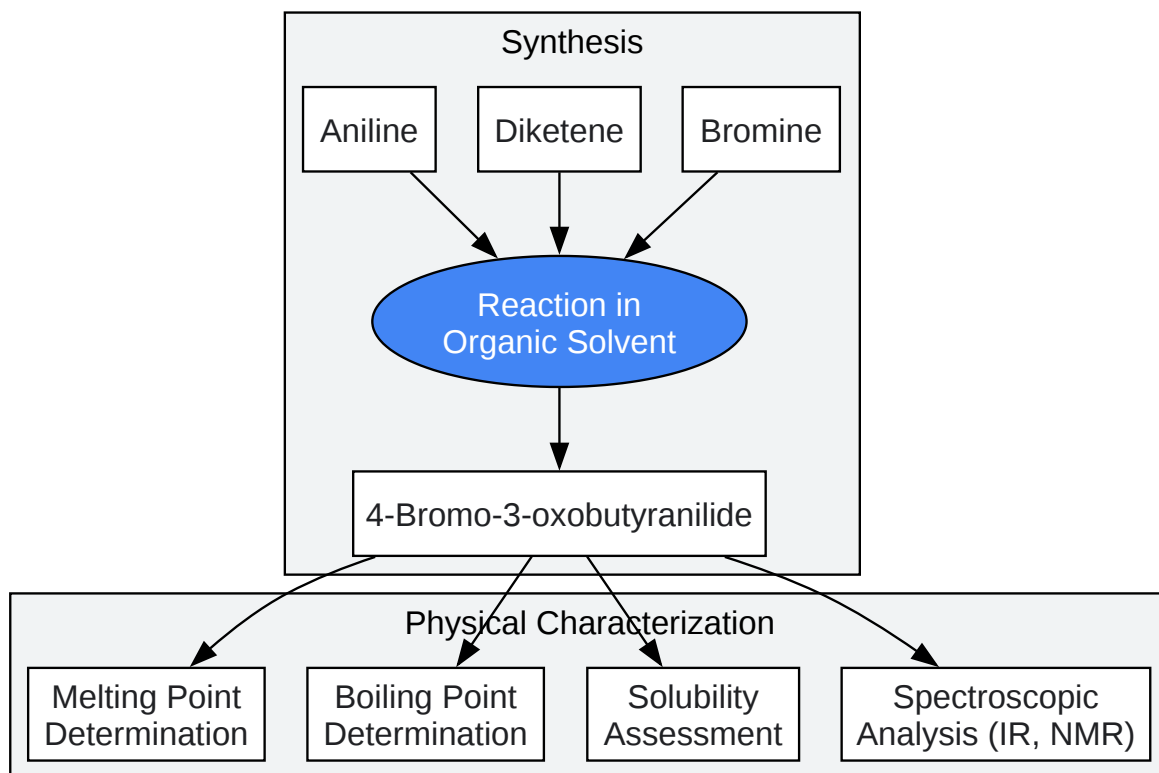 Synthesis
Aniline
Diketene
Bromine
Reaction in
Organic Solvent
4-Bromo-3-oxobutyranilide
Physical Characterization
Melting Point
Determination
Boiling Point
Determination
Solubility
Assessment
Spectroscopic
Analysis (IR, NMR)